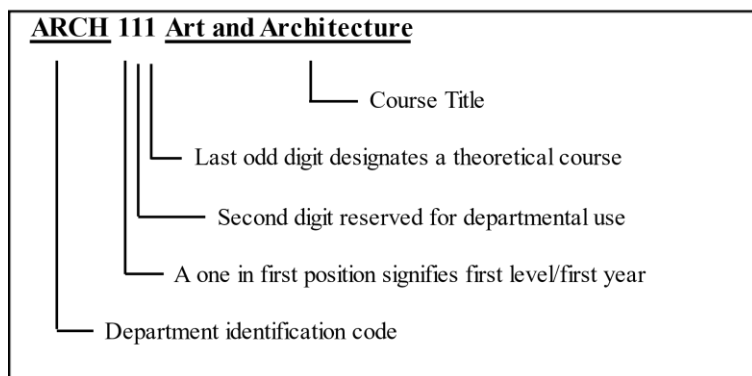 ARCH 111 Art and Architecture
Course Title
Last odd digit designates a theoretical course
Second digit reserved for departmental use
A one in first position signifies first level/first year
Department identification code